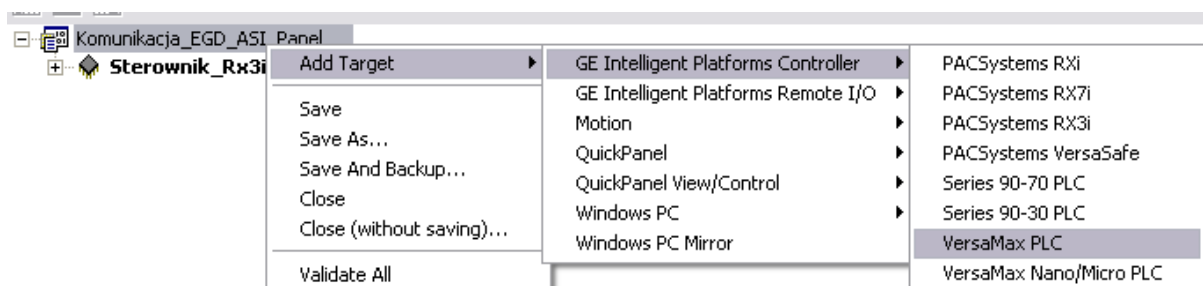 Komunikacja_EGD_ASI_Panel
Sterownik_Rx3i
Add Target
Save
Save As...
Save And Backup...
Close
Close (without saving)...
Validate All
GE Intelligent Platforms Controller
GE Intelligent Platforms Remote I/O
Motion
QuickPanel
QuickPanel View/Control
Windows PC
Windows PC Mirror
PACSystems RXi
PACSystems RX7i
PACSystems RX3i
PACSystems VersaSafe
Series 90-70 PLC
Series 90-30 PLC
VersaMax PLC
VersaMax Nano/Micro PLC